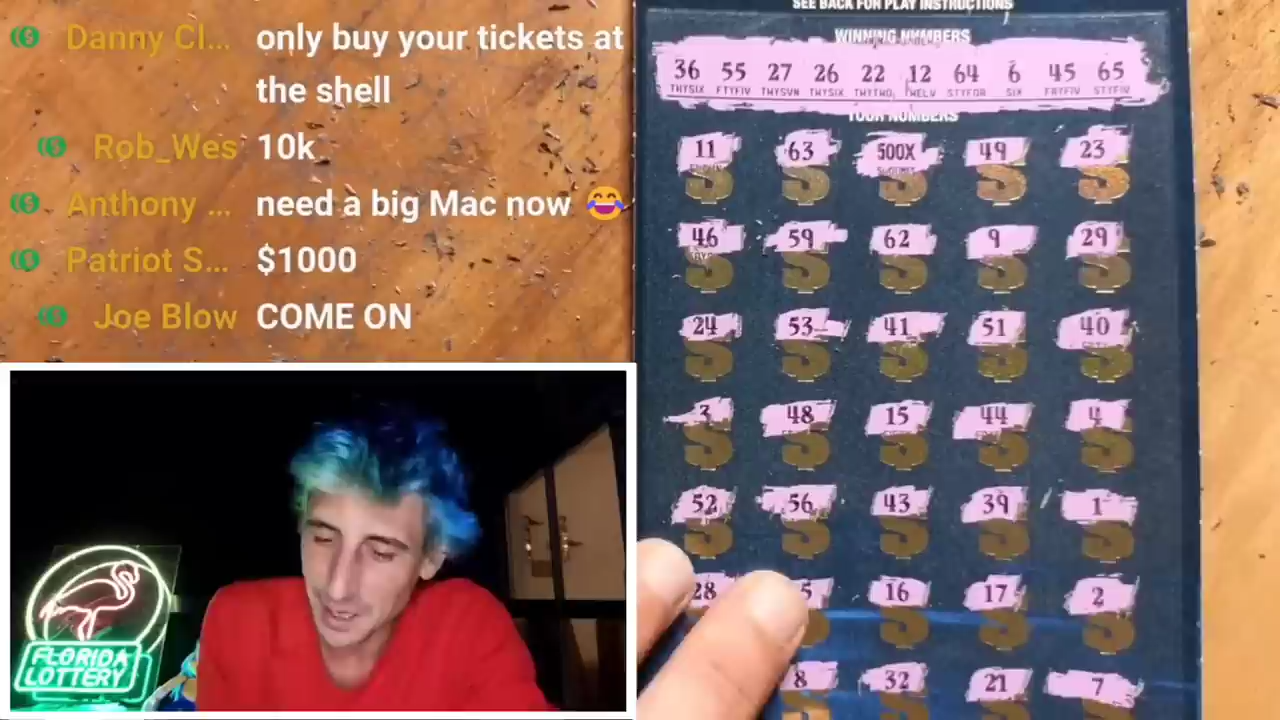 Danny Cl... only buy your tickets at
the shell
Rob_Wes 10k
Anthony ... need a big Mac now 😂
Patriot S... $1000
Joe Blow COME ON
FLORIDA
LOTTERY
SEE BACK FOR PLAY INSTRUCTIONS
WINNING NUMBERS
36 55 27 26 22 12 64 6 45 65
THYSIX FTYFIV THYSVN THYSIX THYTWO TWELV STYFOR SIX FRYFIV STYFIV
YOUR NUMBERS
11 63 500X 49 23
46 59 62 9 29
24 53 41 51 40
3 48 15 44 4
52 56 43 39 1
28 5 16 17 2
8 32 21 7